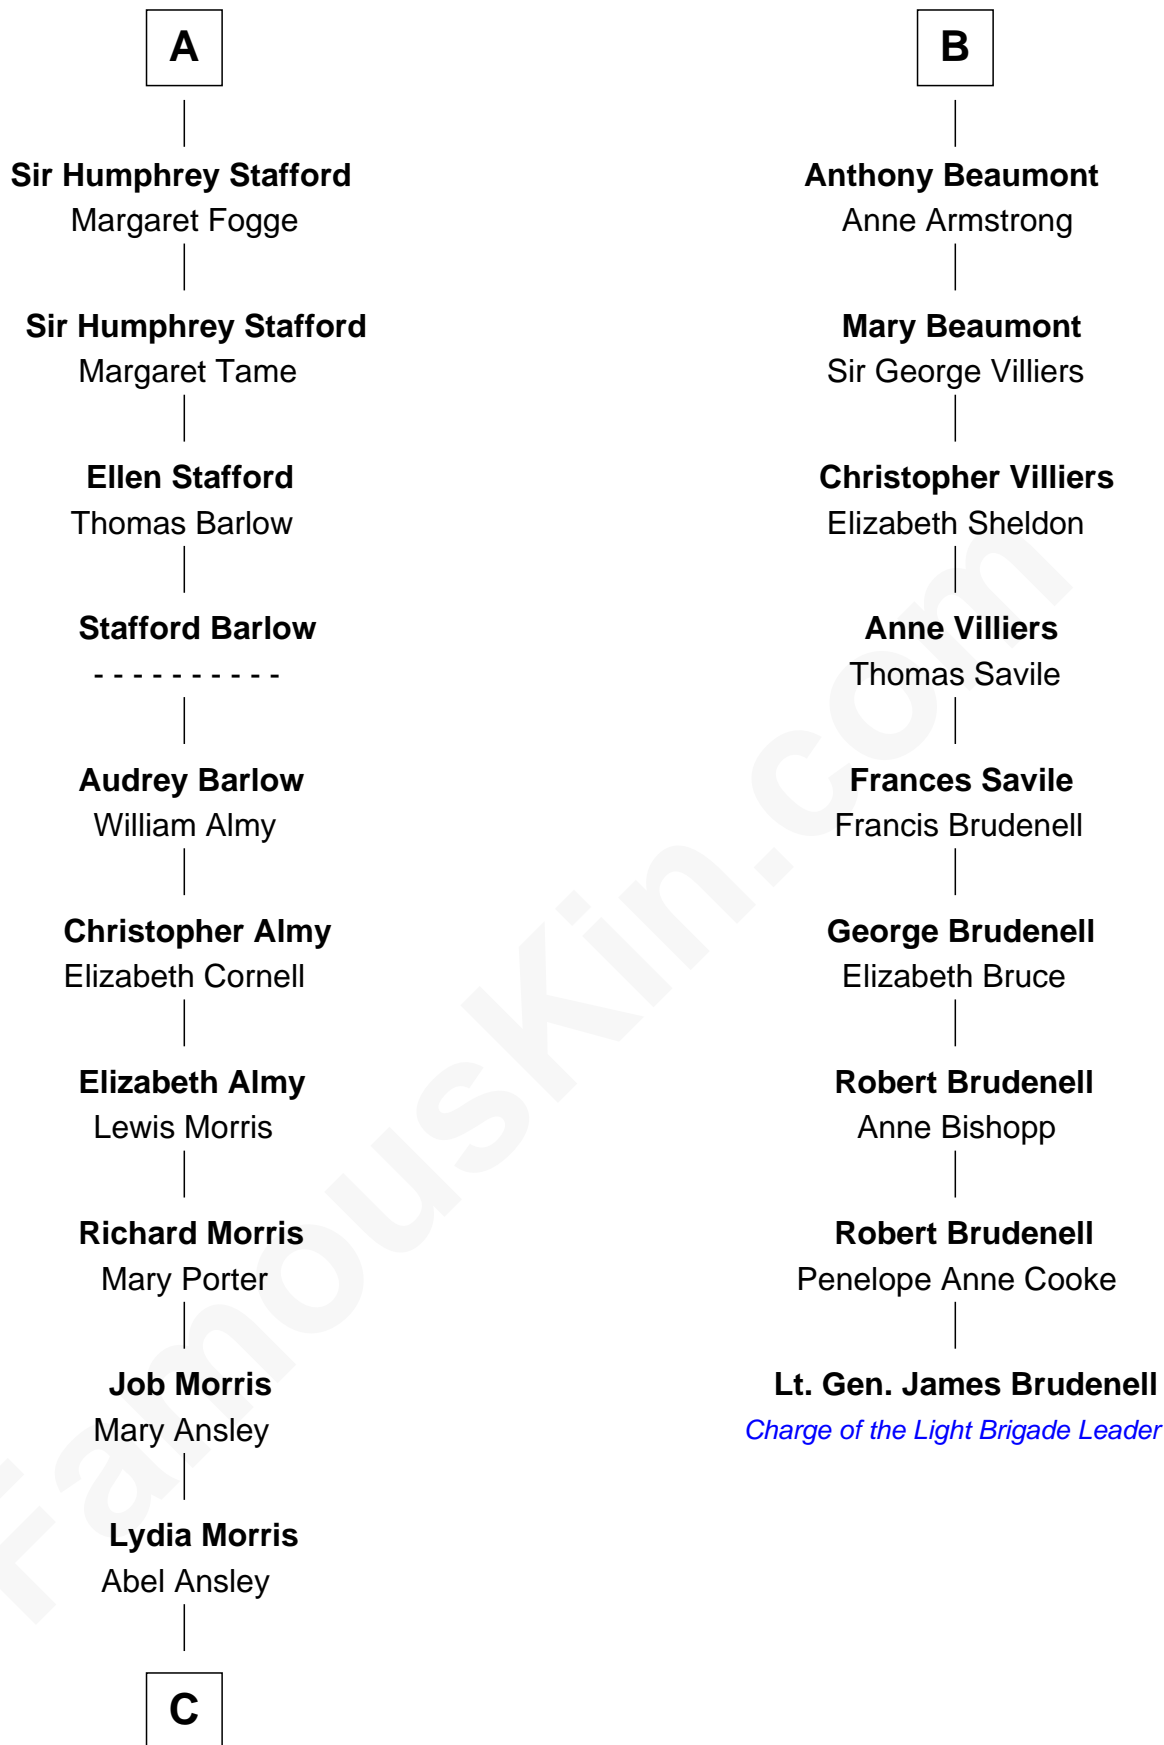 A
Sir Humphrey Stafford
Margaret Fogge
Sir Humphrey Stafford
Margaret Tame
Ellen Stafford
Thomas Barlow
Stafford Barlow
- - - - - - - - - -
Audrey Barlow
William Almy
Christopher Almy
Elizabeth Cornell
Elizabeth Almy
Lewis Morris
Richard Morris
Mary Porter
Job Morris
Mary Ansley
Lydia Morris
Abel Ansley
C
B
Anthony Beaumont
Anne Armstrong
Mary Beaumont
Sir George Villiers
Christopher Villiers
Elizabeth Sheldon
Anne Villiers
Thomas Savile
Frances Savile
Francis Brudenell
George Brudenell
Elizabeth Bruce
Robert Brudenell
Anne Bishopp
Robert Brudenell
Penelope Anne Cooke
Lt. Gen. James Brudenell
Charge of the Light Brigade Leader
FamousKin.com